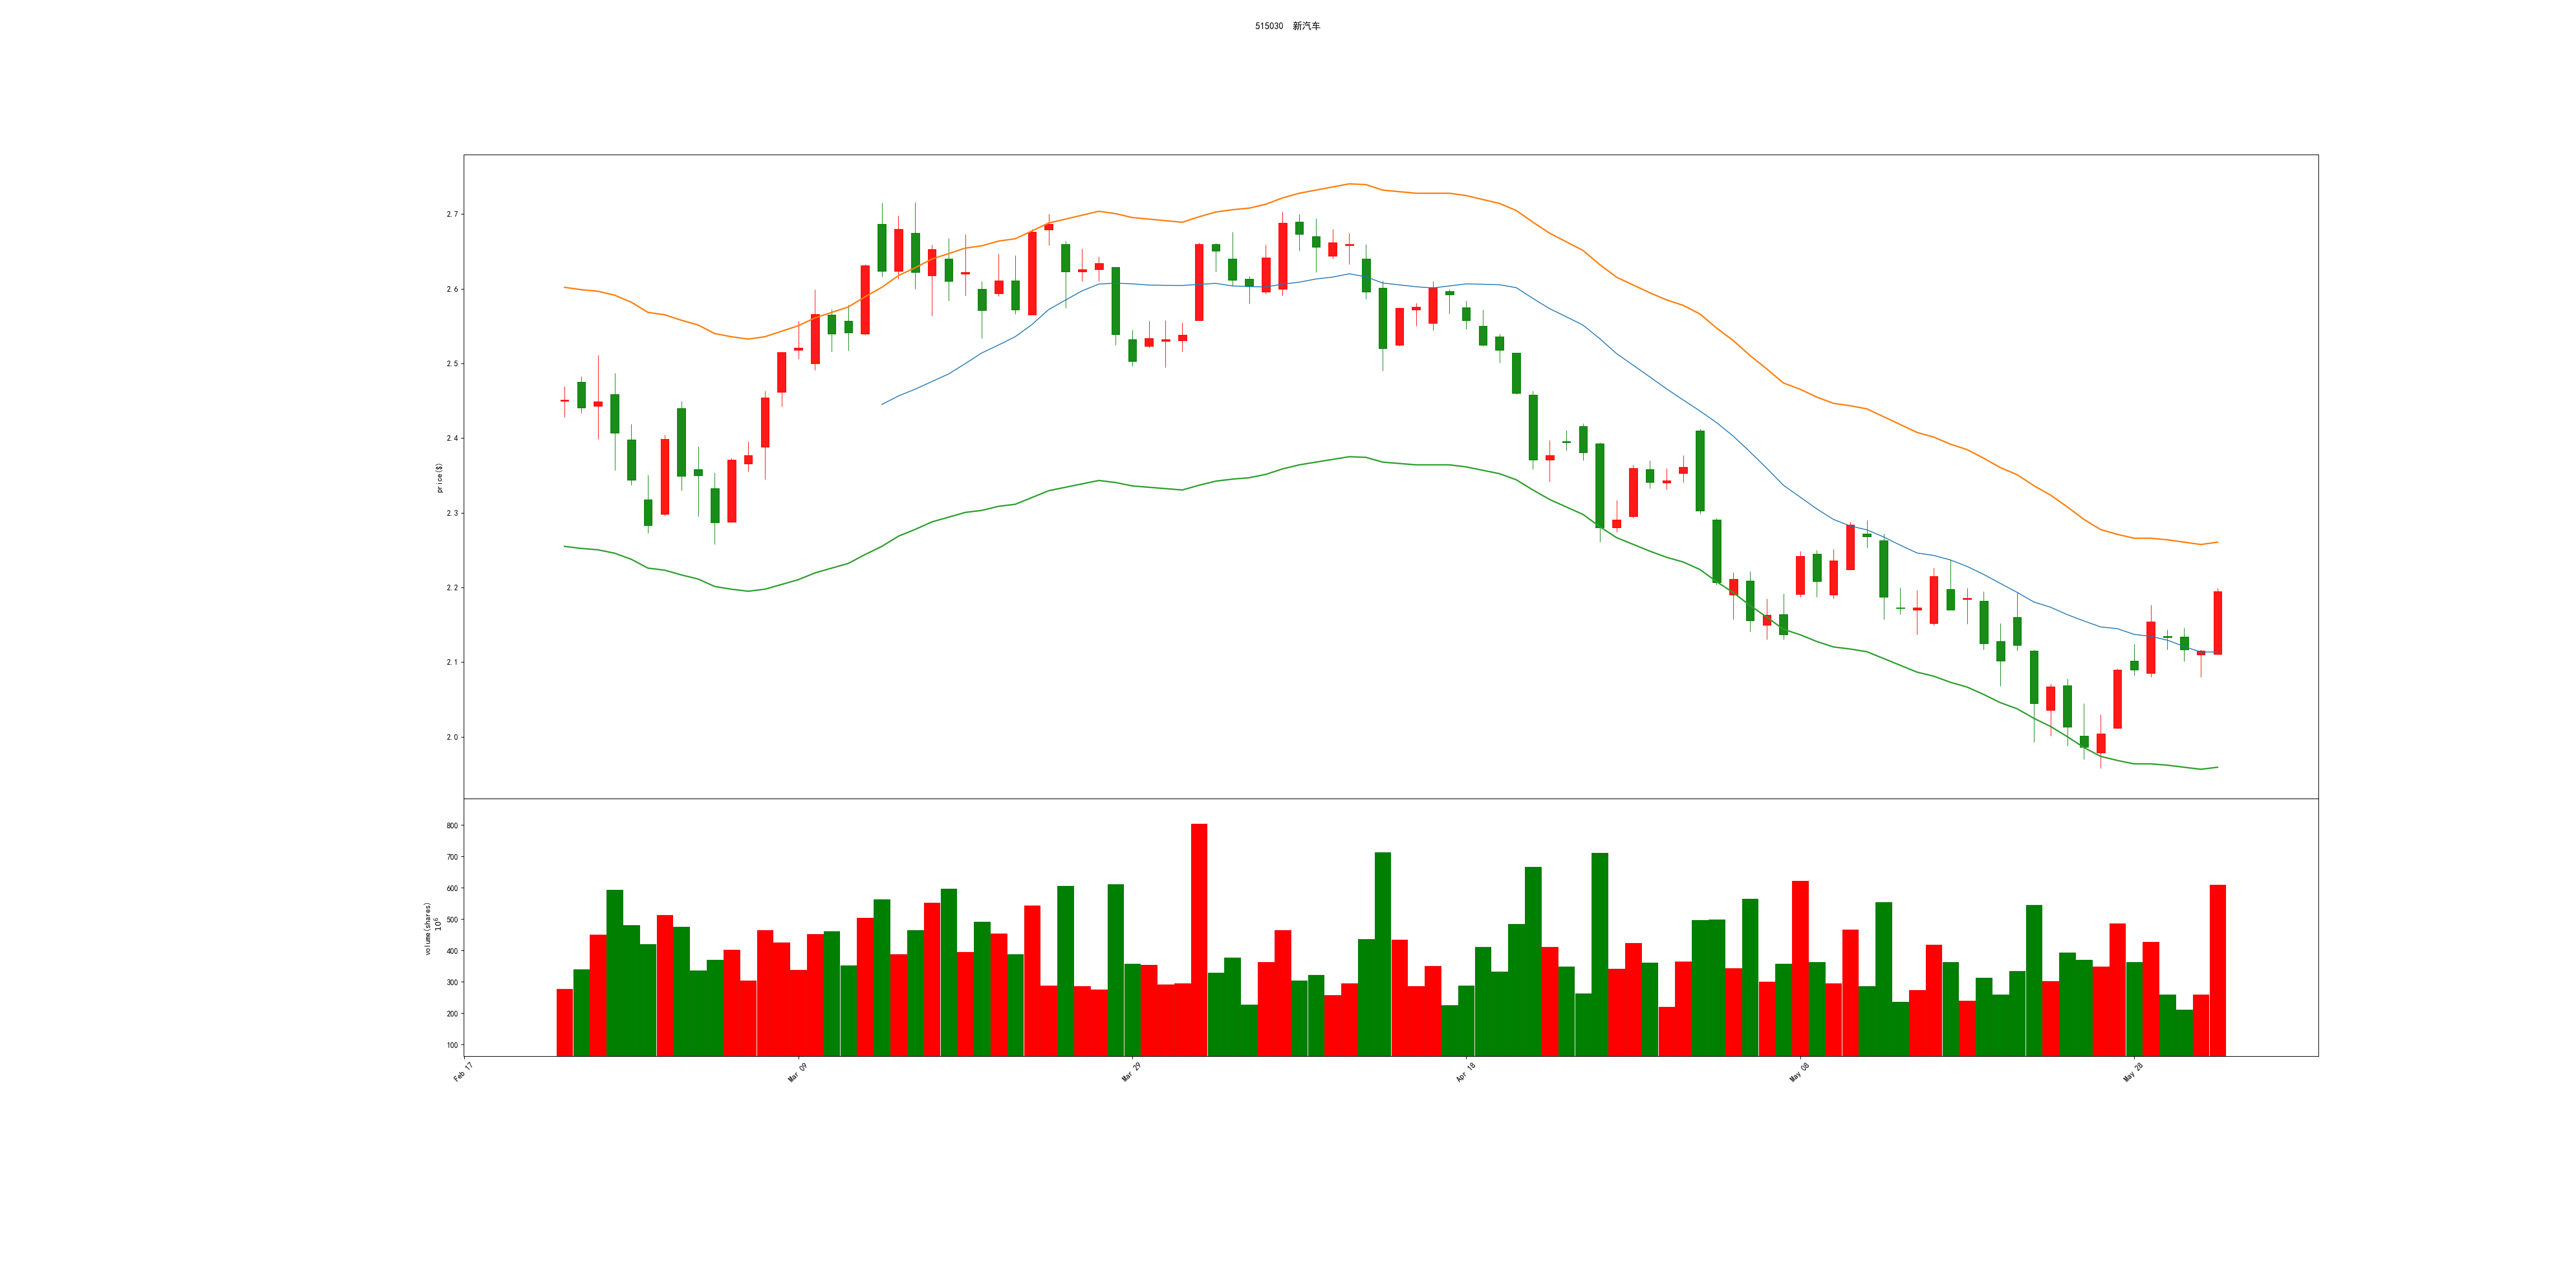 515030  新汽车
price($)
2.7
2.6
2.5
2.4
2.3
2.2
2.1
2.0
volume(shares)
10^6
800
700
600
500
400
300
200
100
Feb 17
Mar 09
Mar 29
Apr 18
May 08
May 28